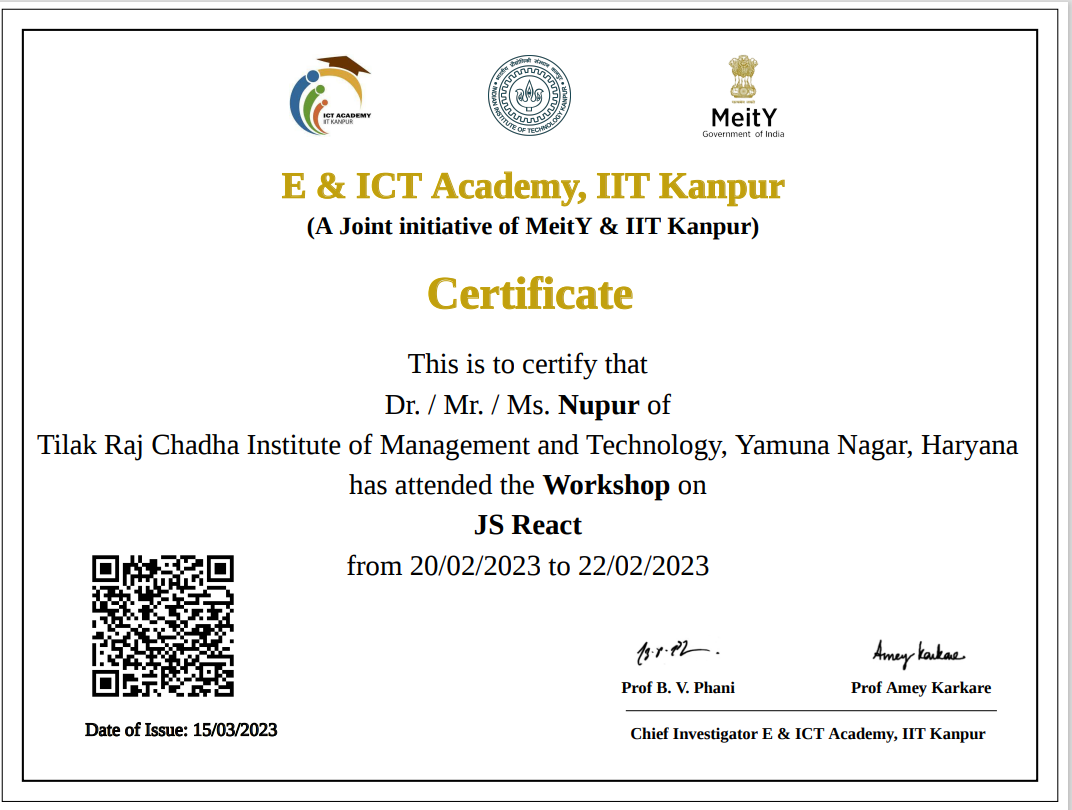 ICT ACADEMY
IIT KANPUR
INDIAN INSTITUTE OF TECHNOLOGY KANPUR
MeitY
Government of India
E & ICT Academy, IIT Kanpur
(A Joint initiative of MeitY & IIT Kanpur)
Certificate
This is to certify that
Dr. / Mr. / Ms. Nupur of
Tilak Raj Chadha Institute of Management and Technology, Yamuna Nagar, Haryana
has attended the Workshop on
JS React
from 20/02/2023 to 22/02/2023
Amey Karkare
Prof B. V. Phani
Prof Amey Karkare
Date of Issue: 15/03/2023
Chief Investigator E & ICT Academy, IIT Kanpur